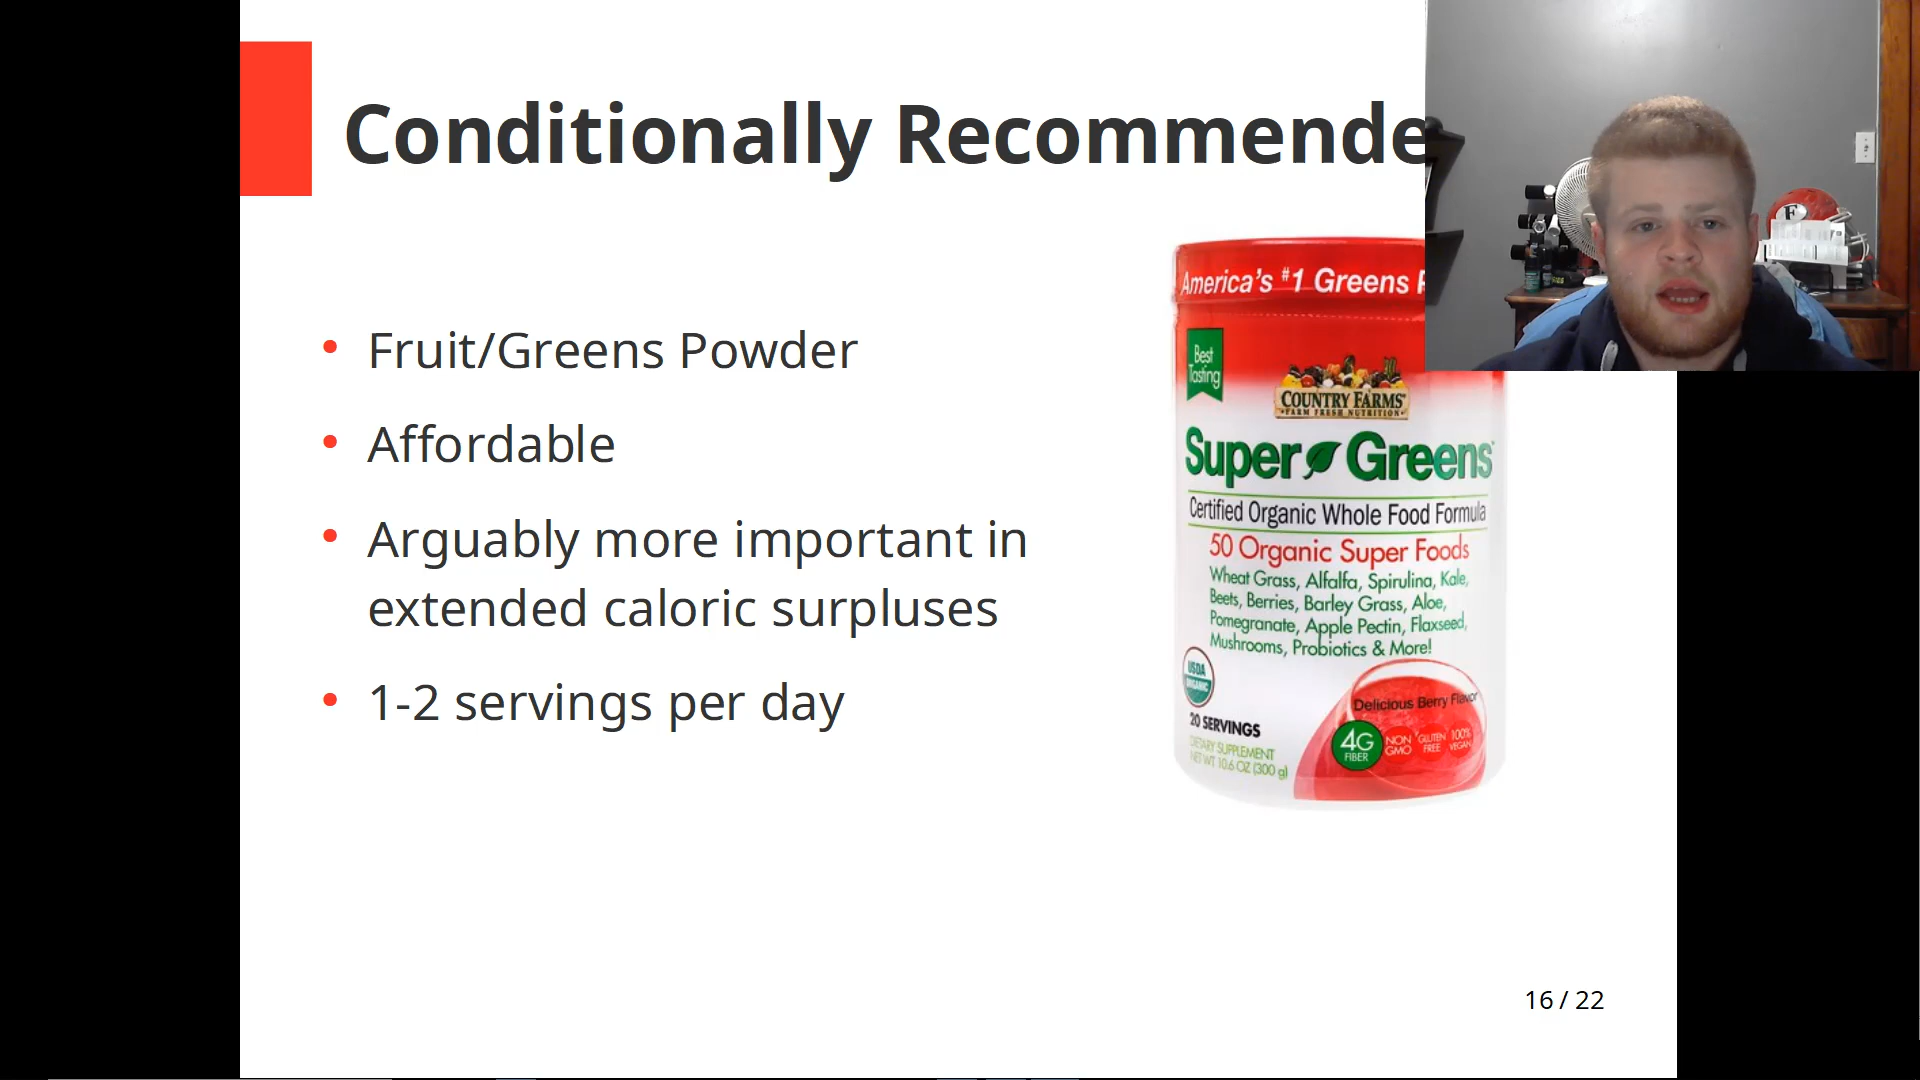 Conditionally Recommende
Fruit/Greens Powder
Affordable
Arguably more important in
extended caloric surpluses
1-2 servings per day
America's #1 Greens
Best
Tasting
COUNTRY FARMS
FARM FRESH NUTRITION
Super Greens
Certified Organic Whole Food Formula
50 Organic Super Foods
Wheat Grass, Alfalfa, Spirulina, Kale,
Beets, Berries, Barley Grass, Aloe,
Pomegranate, Apple Pectin, Flaxseed,
Mushrooms, Probiotics & More!
USDA
ORGANIC
Delicious Berry Flavor
20 SERVINGS
4G
FIBER
NON
GMO
GLUTEN
FREE
100%
VEGAN
DIETARY SUPPLEMENT
NET WT 10.6 OZ (300 g)
F
16 / 22